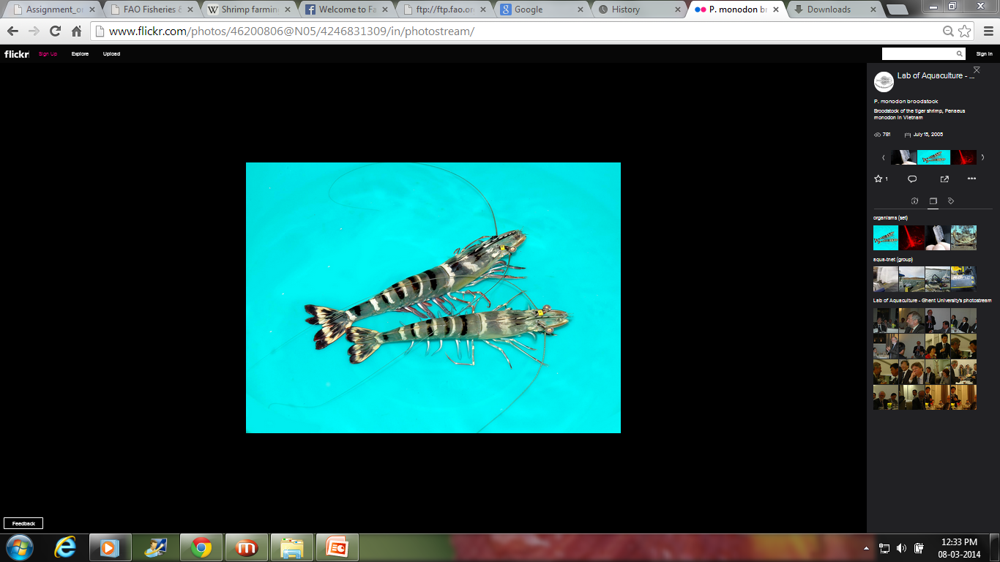 Assignment_on
FAO Fisheries &
Shrimp farming
Welcome to Fa
ftp://ftp.fao.or
Google
History
P. monodon br
Downloads
www.flickr.com/photos/46200806@N05/4246831309/in/photostream/
flickr
Sign Up
Explore
Upload
Sign In
Lab of Aquaculture - ...
P. monodon broodstock
Broodstock of the tiger shrimp, Penaeus
monodon in Vietnam
781
July 15, 2005
1
organisms (set)
aqua-tnet (group)
Lab of Aquaculture - Ghent University's photostream
Feedback
12:33 PM
08-03-2014